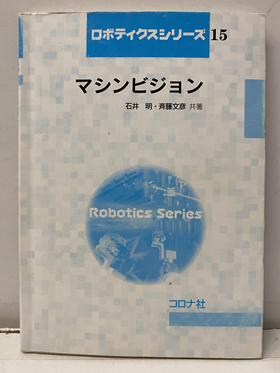 ロボティクスシリーズ 15
マシンビジョン
石井 明・斉藤文彦 共著
Robotics Series
コロナ社